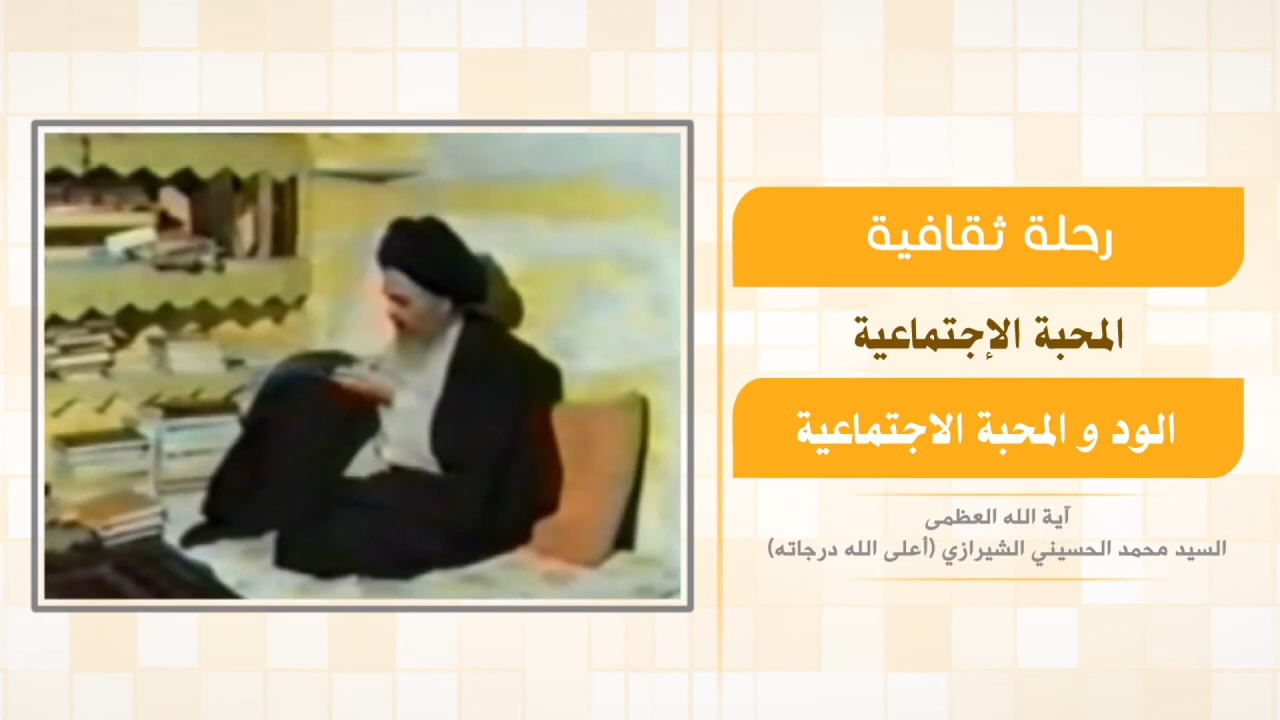 رحلة ثقافية
المحبة الإجتماعية
الود و المحبة الاجتماعية
آية الله العظمى
السيد محمد الحسيني الشيرازي (أعلى الله درجاته)